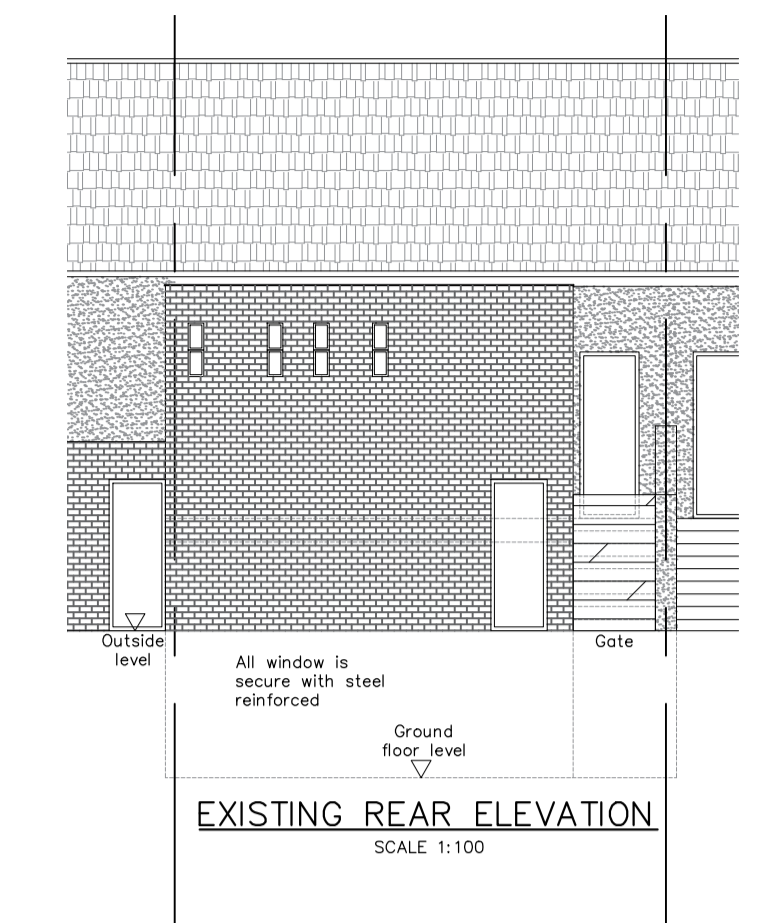 Outside
level
Gate
All window is
secure with steel
reinforced
Ground
floor level
EXISTING REAR ELEVATION
SCALE 1:100